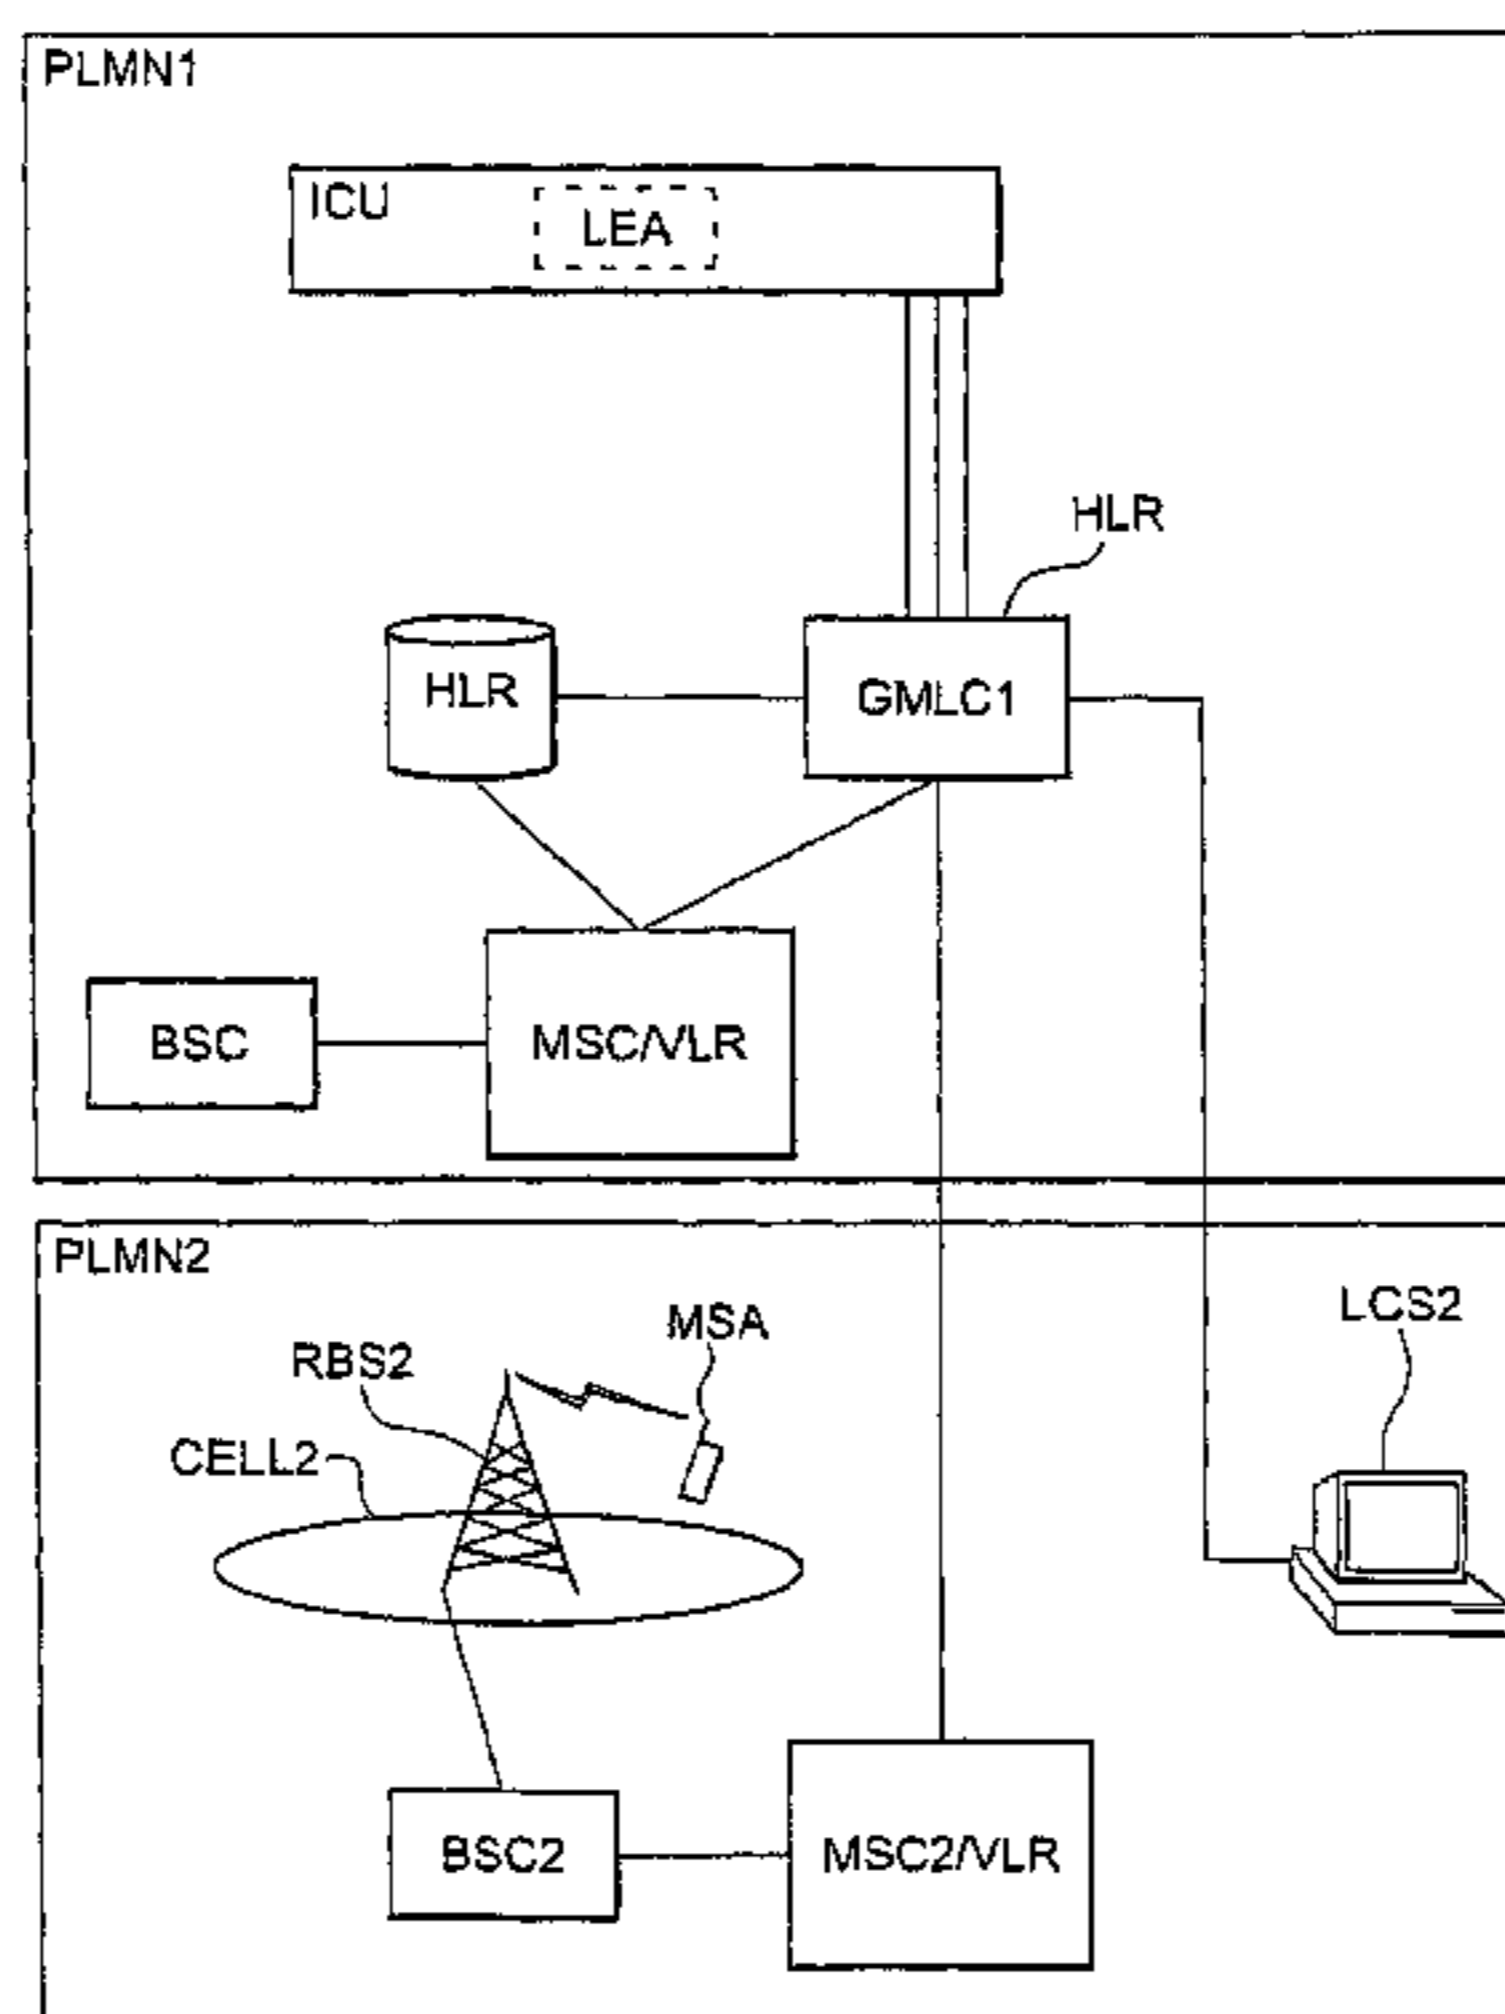 PLMN1
ICU
LEA
HLR
HLR
GMLC1
BSC
MSC/VLR
PLMN2
LCS2
MSA
RBS2
CELL2
BSC2
MSC2/VLR